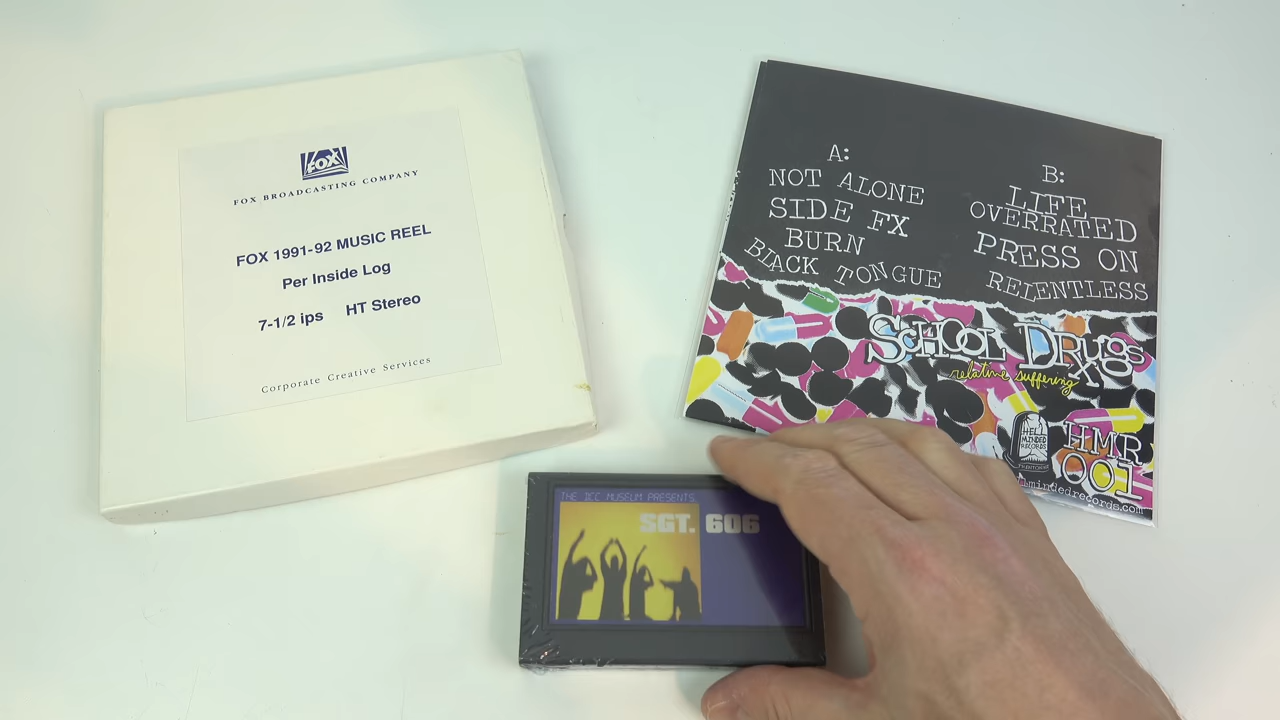 FOX
FOX BROADCASTING COMPANY
FOX 1991-92 MUSIC REEL
Per Inside Log
7-1/2 ips HT Stereo
Corporate Creative Services
A:
NOT ALONE
SIDE FX
BURN
BLACK TONGUE
B:
LIFE
OVERRATED
PRESS ON
RELENTLESS
SCHOOL DRUGS
relative suffering
HELL
MINDED
RECORDS
HMR
001
mindedrecords.com
THE DCC MUSEUM PRESENTS
SGT. 606